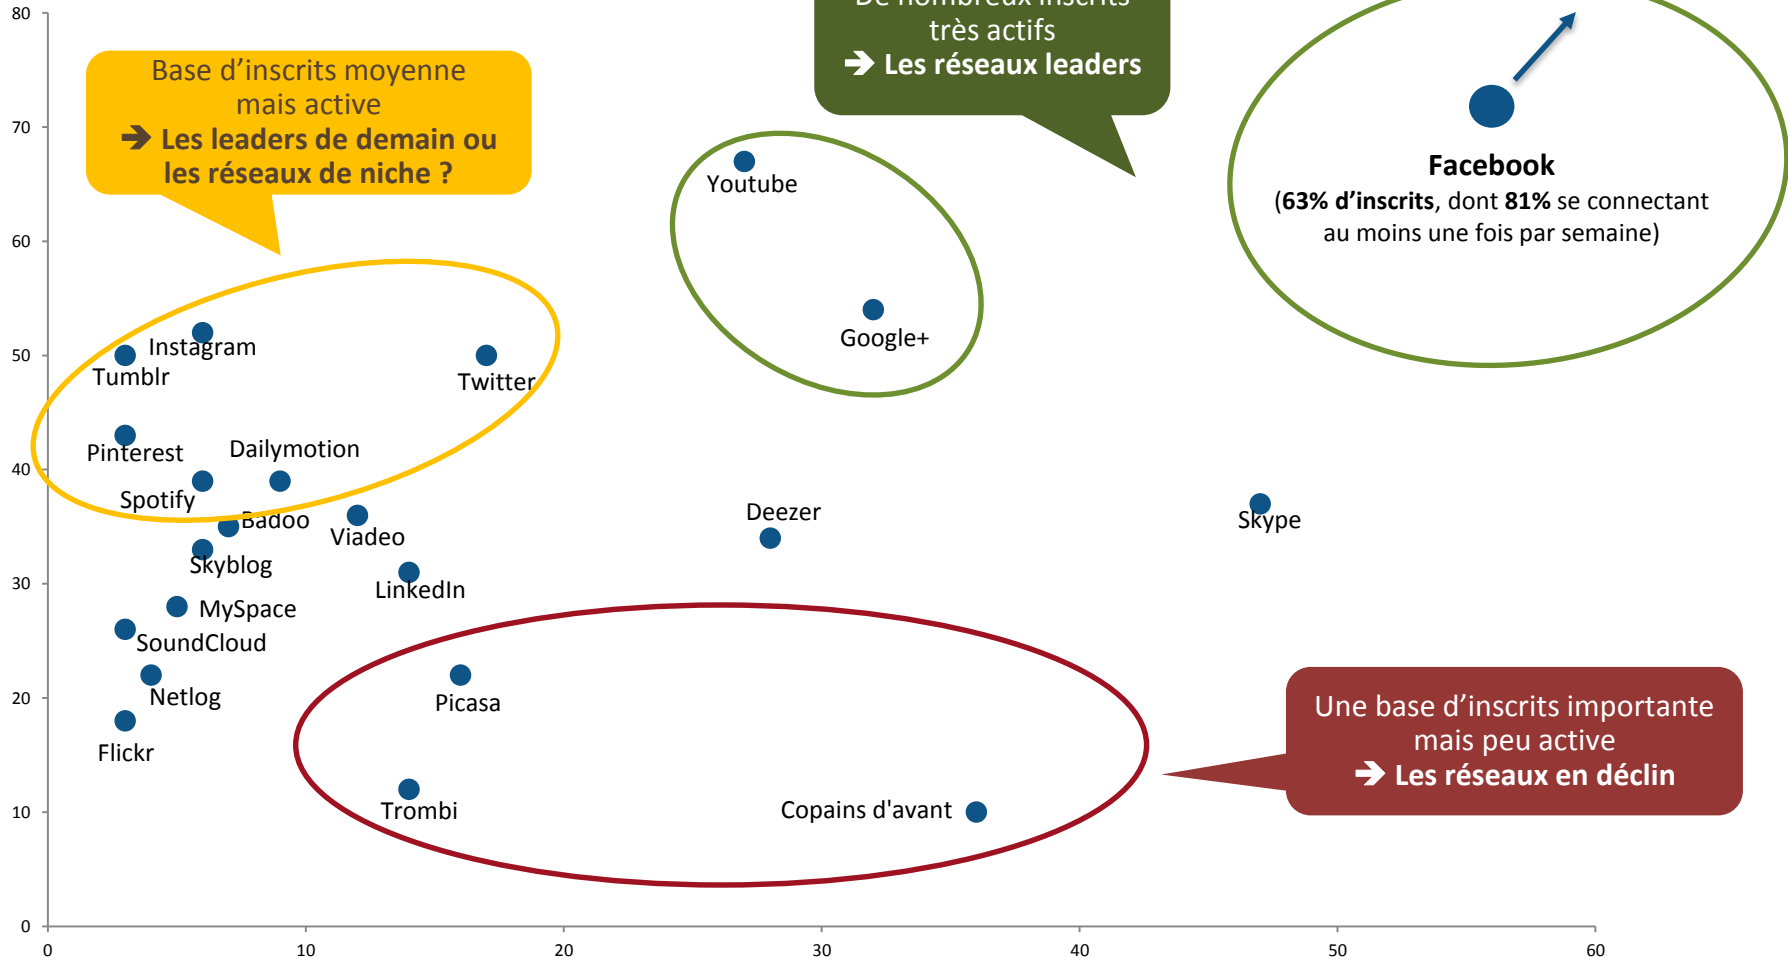 80
De nombreux inscrits
très actifs
➔ Les réseaux leaders
Base d’inscrits moyenne
mais active
➔ Les leaders de demain ou
les réseaux de niche ?
70
Youtube
Facebook
(63% d’inscrits, dont 81% se connectant
au moins une fois par semaine)
60
Google+
Instagram
50
Tumblr
Twitter
Pinterest
Dailymotion
40
Spotify
Badoo
Viadeo
Deezer
Skype
Skyblog
LinkedIn
30
MySpace
SoundCloud
Netlog
Picasa
20
Flickr
Une base d’inscrits importante
mais peu active
➔ Les réseaux en déclin
Trombi
Copains d'avant
10
0
0
10
20
30
40
50
60